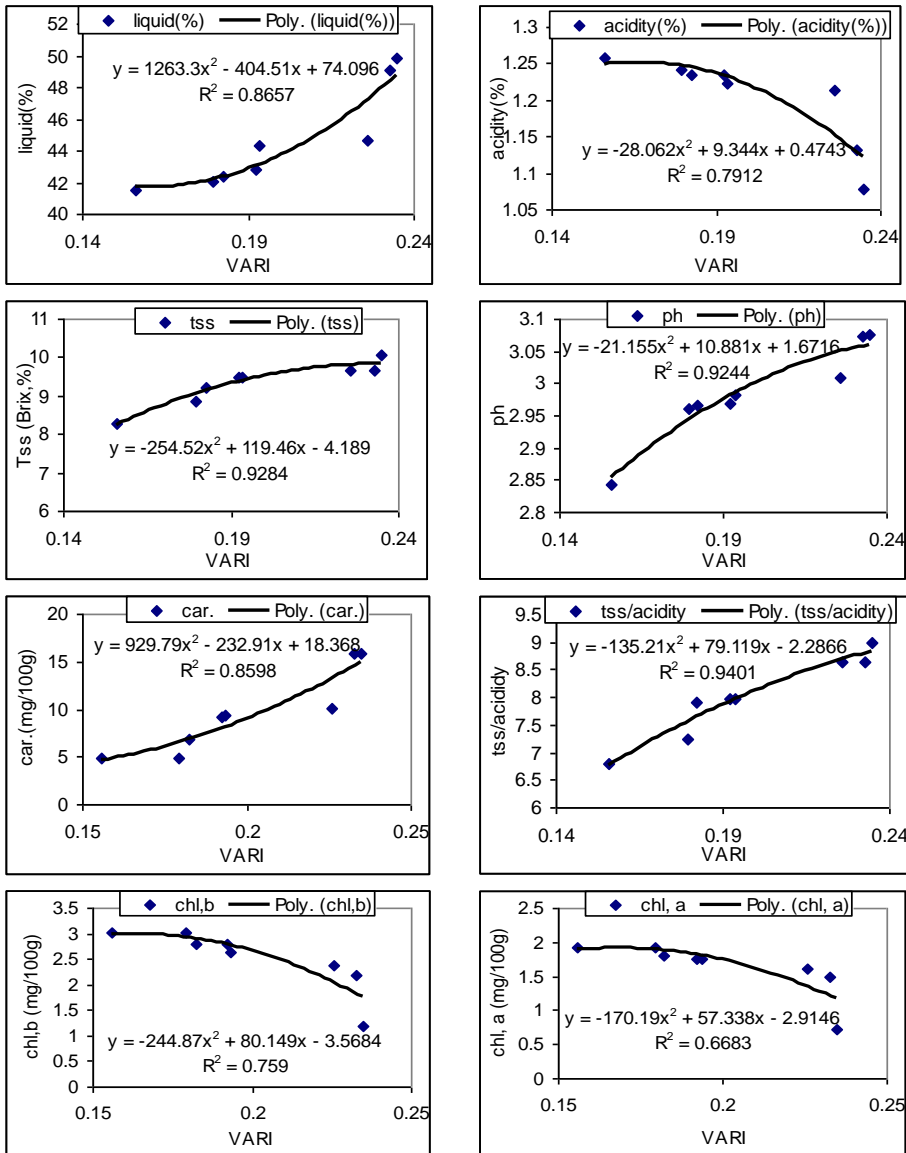 liquid(%) Poly. (liquid(%))
52
50
48
46
44
42
40
liquid(%)
y = 1263.3x² - 404.51x + 74.096
R² = 0.8657
0.14 0.19 0.24
VARI
acidity(%) Poly. (acidity(%))
1.3
1.25
1.2
1.15
1.1
1.05
acidity(%)
y = -28.062x² + 9.344x + 0.4743
R² = 0.7912
0.14 0.19 0.24
VARI
tss Poly. (tss)
11
10
9
8
7
6
Tss (Brix,%)
y = -254.52x² + 119.46x - 4.189
R² = 0.9284
0.14 0.19 0.24
VARI
ph Poly. (ph)
3.1
3.05
3
2.95
2.9
2.85
2.8
ph
y = -21.155x² + 10.881x + 1.6716
R² = 0.9244
0.14 0.19 0.24
VARI
car. Poly. (car.)
20
15
10
5
0
car.(mg/100g)
y = 929.79x² - 232.91x + 18.368
R² = 0.8598
0.15 0.2 0.25
VARI
tss/acidity Poly. (tss/acidity)
9.5
9
8.5
8
7.5
7
6.5
6
tss/acididy
y = -135.21x² + 79.119x - 2.2866
R² = 0.9401
0.14 0.19 0.24
VARI
chl,b Poly. (chl,b)
3.5
3
2.5
2
1.5
1
0.5
0
chl,b (mg/100g)
y = -244.87x² + 80.149x - 3.5684
R² = 0.759
0.15 0.2 0.25
VARI
chl, a Poly. (chl, a)
2.5
2
1.5
1
0.5
0
chl, a (mg/100g)
y = -170.19x² + 57.338x - 2.9146
R² = 0.6683
0.15 0.2 0.25
VARI